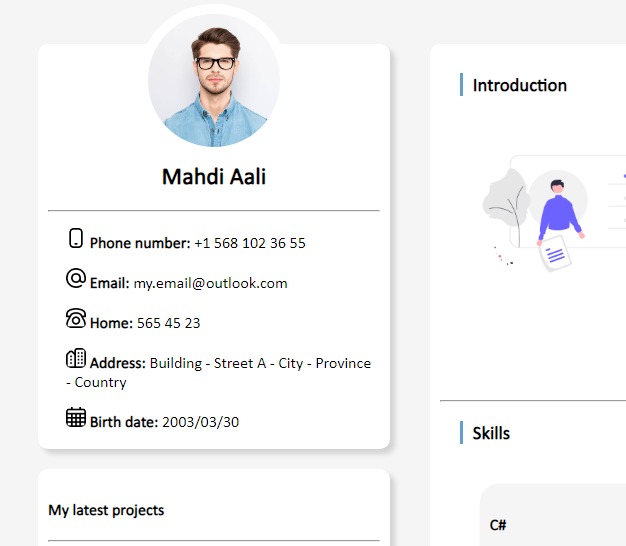 Mahdi Aali
Phone number: +1 568 102 36 55
Email: my.email@outlook.com
Home: 565 45 23
Address: Building - Street A - City - Province
- Country
Birth date: 2003/03/30
My latest projects
Introduction
Skills
C#